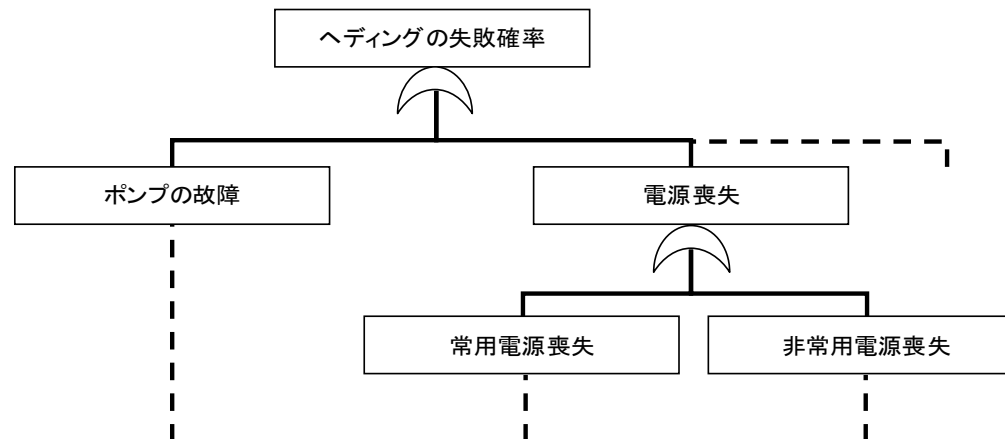 ヘディングの失敗確率
ポンプの故障
電源喪失
常用電源喪失
非常用電源喪失